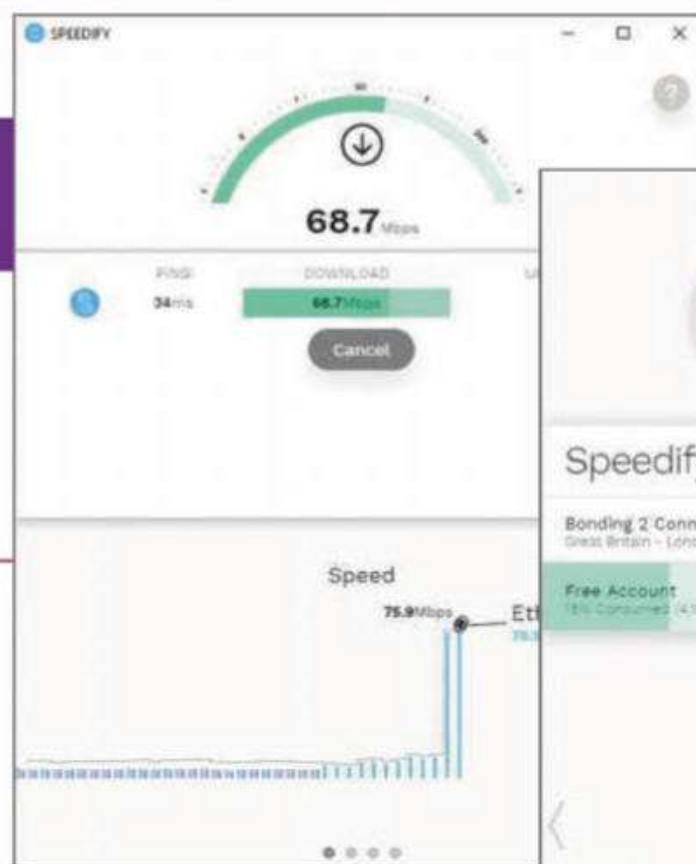 SPEEDIFY
68.7 Mbps
PING
DOWNLOAD
34ms
68.7Mbps
Cancel
Speedify
Bonding 2 Conn
Great Britain - Lond
Free Account
Speed
75.9Mbps
Eth